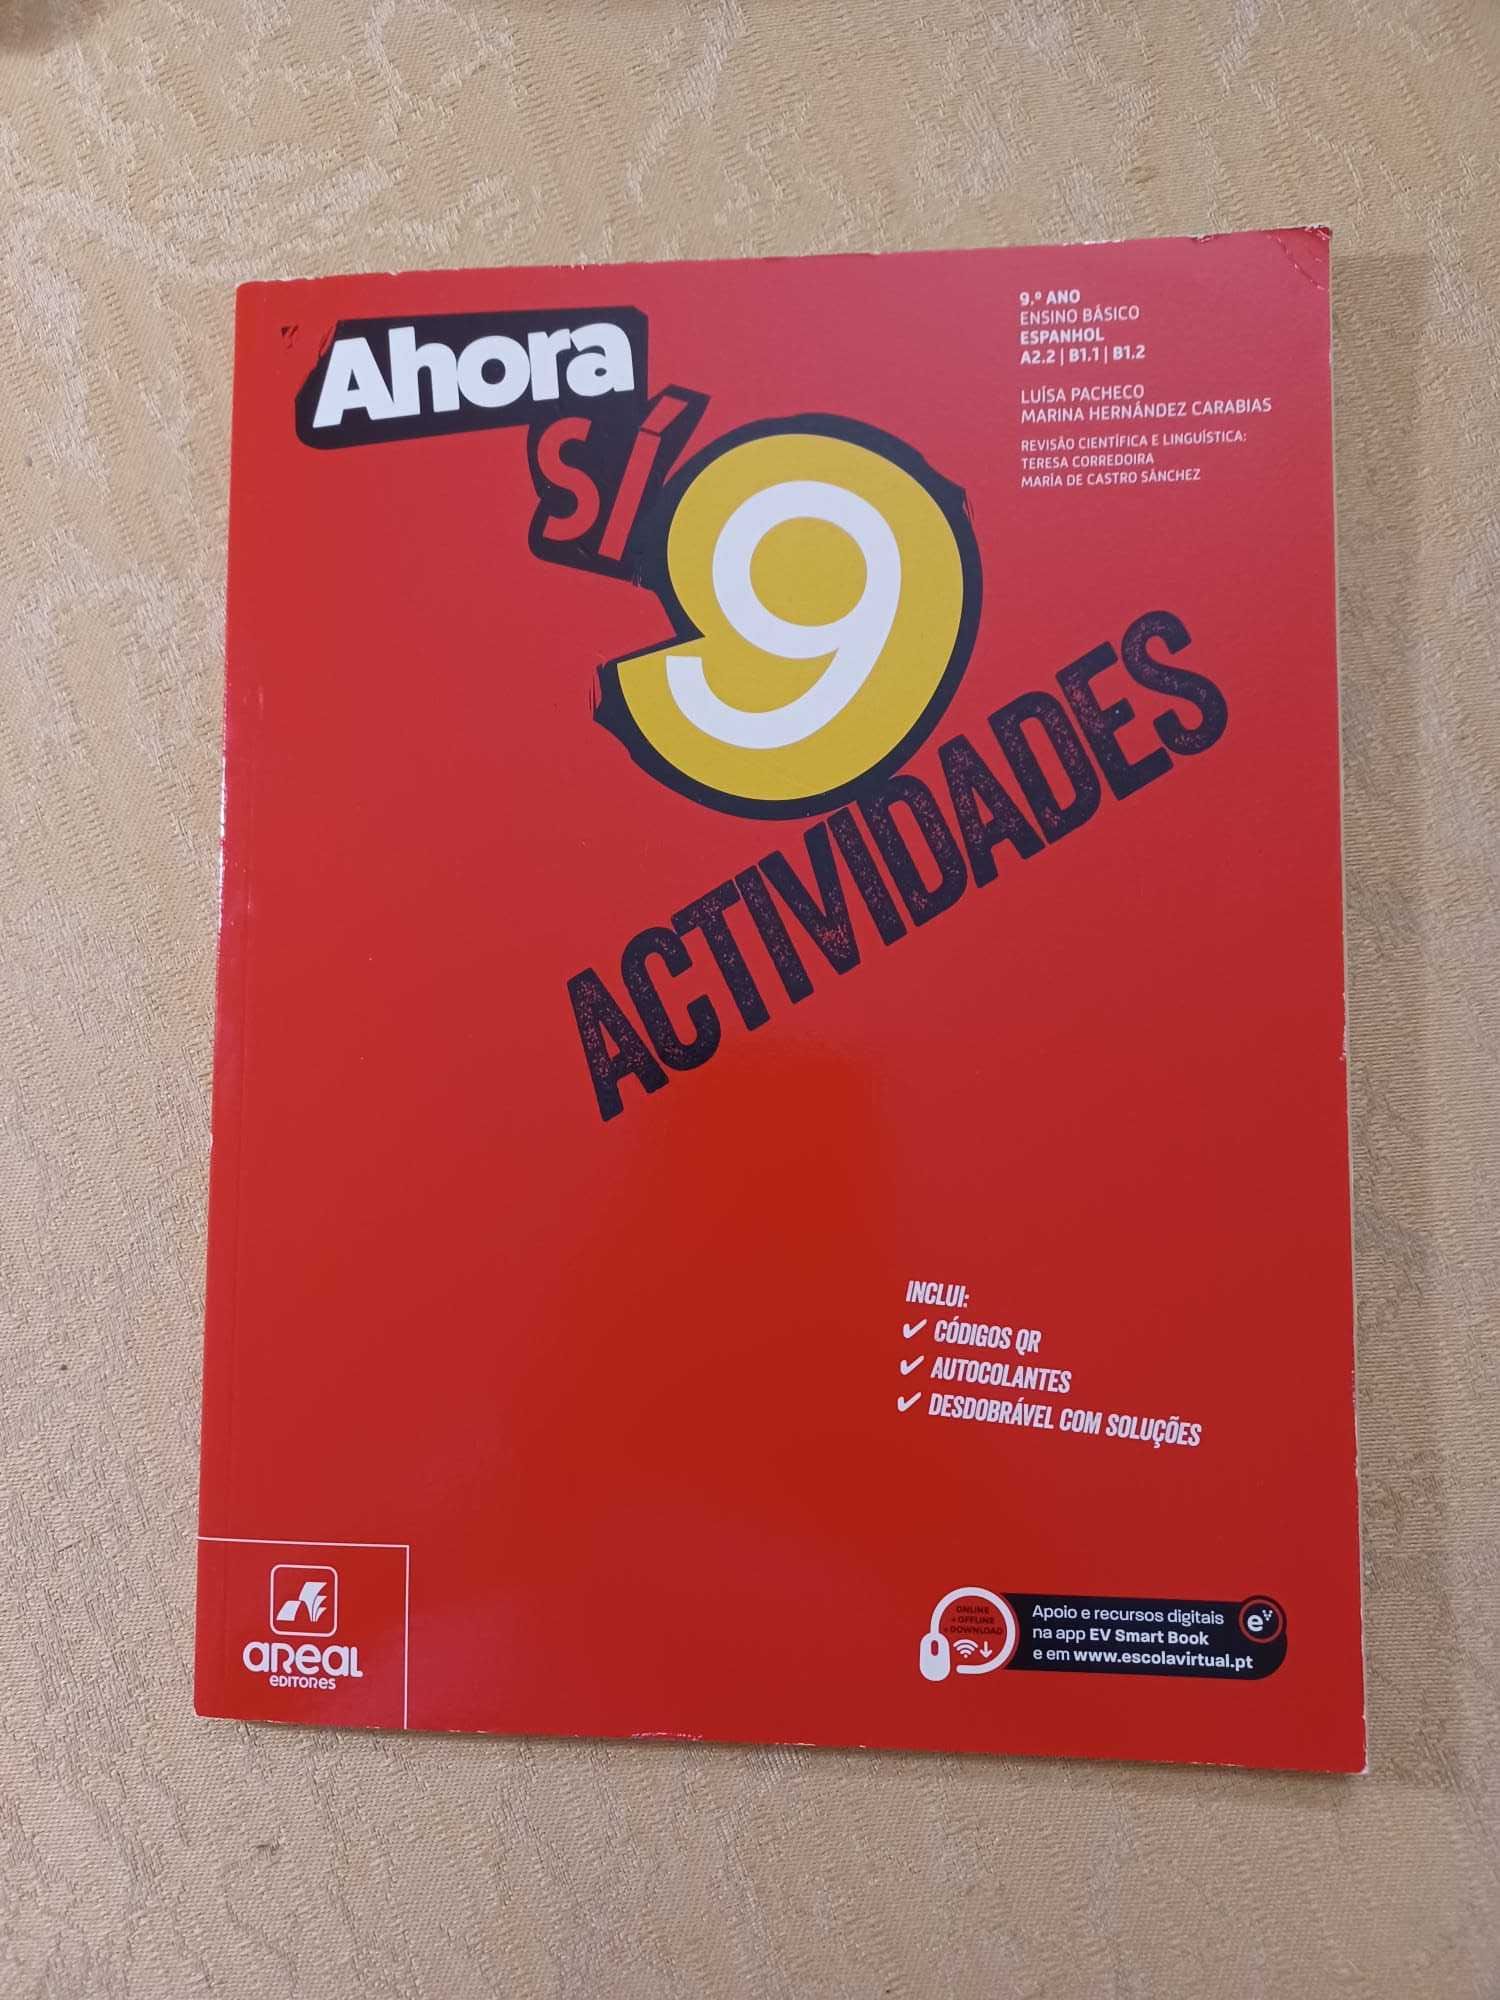 Ahora
SÍ
9
ACTIVIDADES
9.º ANO
ENSINO BÁSICO
ESPANHOL
A2.2 | B1.1 | B1.2
LUÍSA PACHECO
MARINA HERNÁNDEZ CARABIAS
REVISÃO CIENTÍFICA E LINGUÍSTICA:
TERESA CORREDOIRA
MARÍA DE CASTRO SÁNCHEZ
INCLUI:
✓ CÓDIGOS QR
✓ AUTOCOLANTES
✓ DESDOBRÁVEL COM SOLUÇÕES
AREAL
EDITORES
ONLINE
+ OFFLINE
+ DOWNLOAD
Apoio e recursos digitais
na app EV Smart Book
e em www.escolavirtual.pt
eV